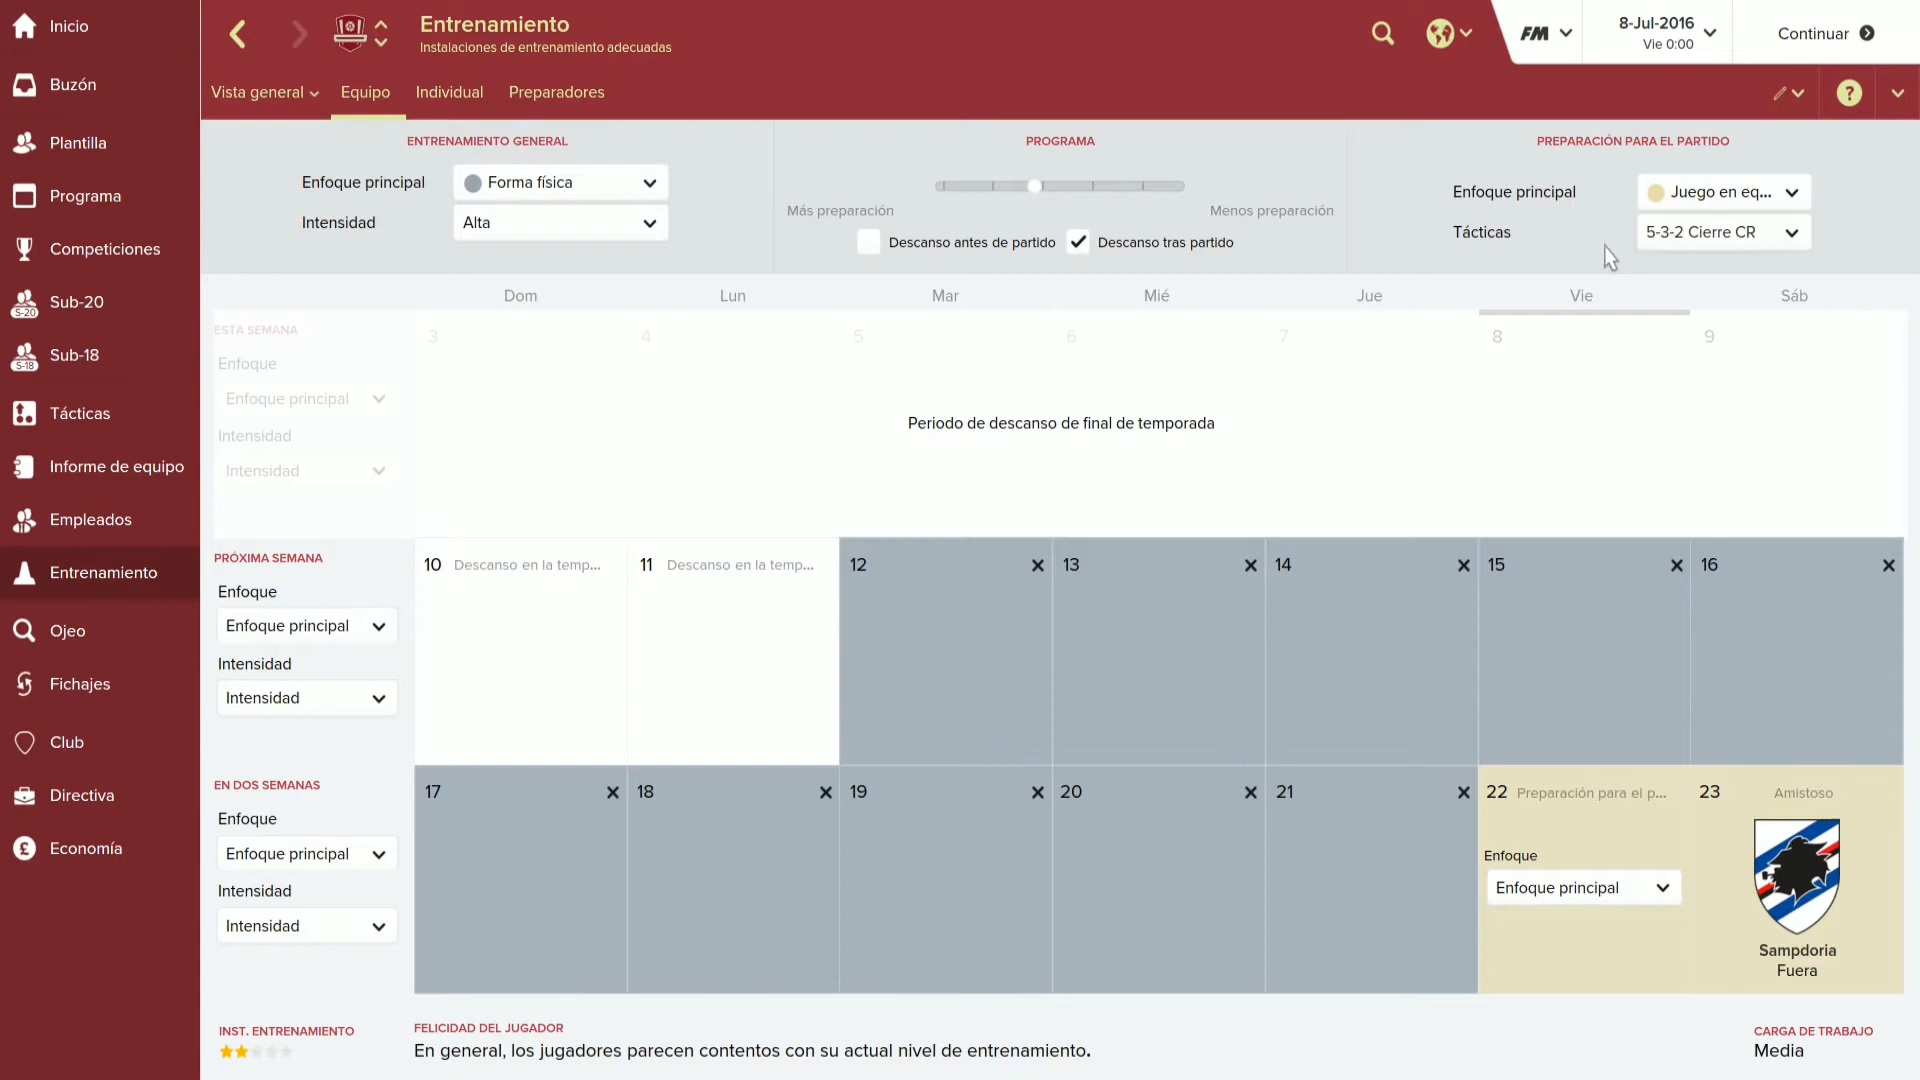 Inicio
Buzón
Plantilla
Programa
Competiciones
Sub-20
S-20
Sub-18
S-18
Tácticas
Informe de equipo
Empleados
Entrenamiento
Ojeo
Fichajes
Club
Directiva
Economía
Entrenamiento
Instalaciones de entrenamiento adecuadas
FM
8-Jul-2016
Vie 0:00
Continuar
Vista general
Equipo
Individual
Preparadores
?
ENTRENAMIENTO GENERAL
Enfoque principal
Forma física
Intensidad
Alta
PROGRAMA
Más preparación
Menos preparación
Descanso antes de partido
Descanso tras partido
PREPARACIÓN PARA EL PARTIDO
Enfoque principal
Juego en eq...
Tácticas
5-3-2 Cierre CR
Dom Lun Mar Mié Jue Vie Sáb
ESTA SEMANA
Enfoque
Enfoque principal
Intensidad
Intensidad
3 4 5 6 7 8 9
Periodo de descanso de final de temporada
PRÓXIMA SEMANA
Enfoque
Enfoque principal
Intensidad
Intensidad
10 Descanso en la temp...
11 Descanso en la temp...
12
13
14
15
16
EN DOS SEMANAS
Enfoque
Enfoque principal
Intensidad
Intensidad
17
18
19
20
21
22 Preparación para el p...
Enfoque
Enfoque principal
23 Amistoso
Sampdoria
Fuera
INST. ENTRENAMIENTO
FELICIDAD DEL JUGADOR
En general, los jugadores parecen contentos con su actual nivel de entrenamiento.
CARGA DE TRABAJO
Media